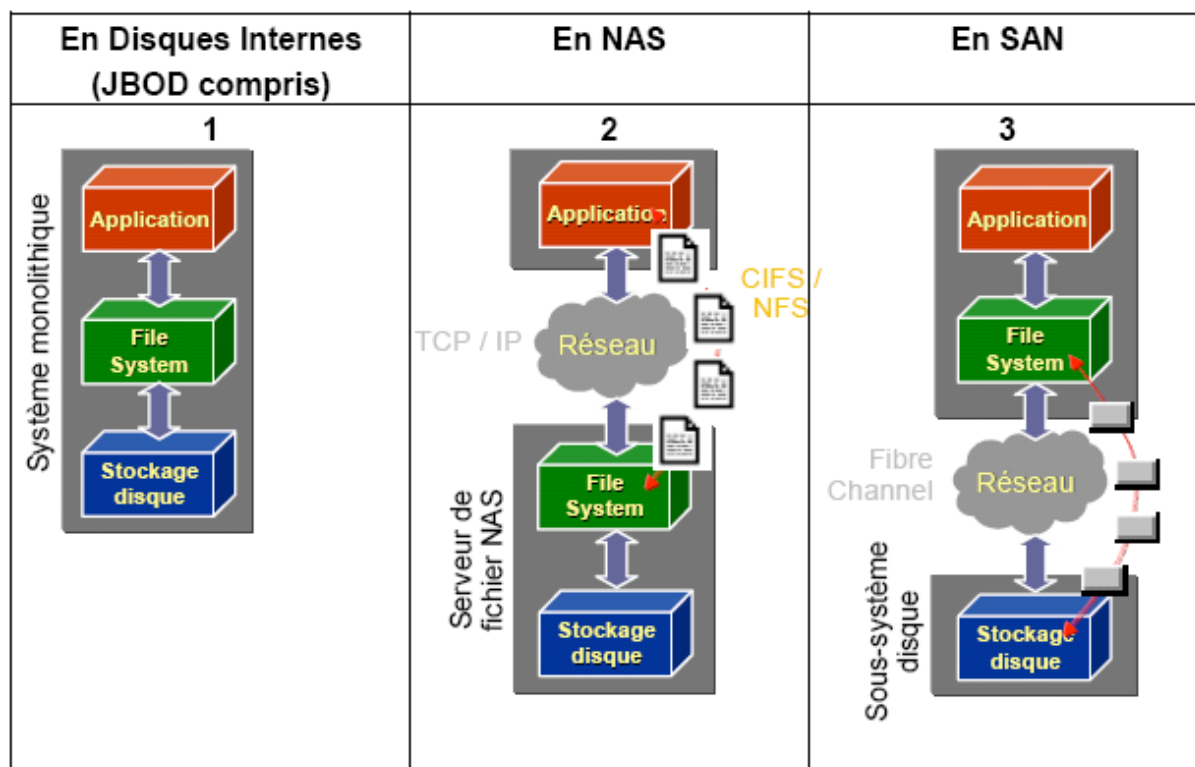 En Disques Internes
(JBOD compris)
En NAS
En SAN
1
Système monolithique
Application
File
System
Stockage
disque
2
Application
CIFS /
NFS
TCP / IP
Réseau
Serveur de
fichier NAS
File
System
Stockage
disque
3
Application
File
System
Fibre
Channel
Réseau
Sous-système
disque
Stockage
disque